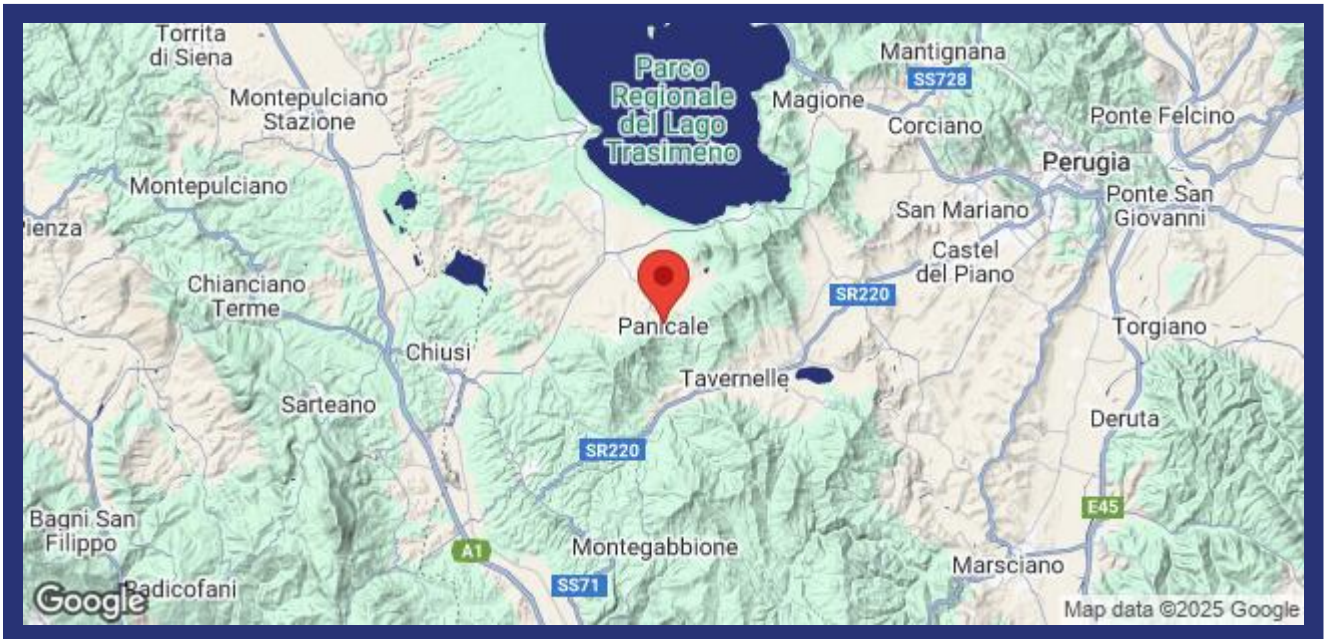 Torrita
di Siena
Parco
Regionale
del Lago
Trasimeno
Mantignana
SS728
Montepulciano
Stazione
Magione
Corciano
Ponte Felcino
Perugia
Montepulciano
Ponte San
Giovanni
San Mariano
ienza
Castel
del Piano
Chianciano
Terme
SR220
Panicale
Torgiano
Chiusi
Tavernelle
Sarteano
Deruta
SR220
E45
Bagni San
Filippo
A1
Montegabbione
Marsciano
SS71
Radicofani
Google
Map data ©2025 Google